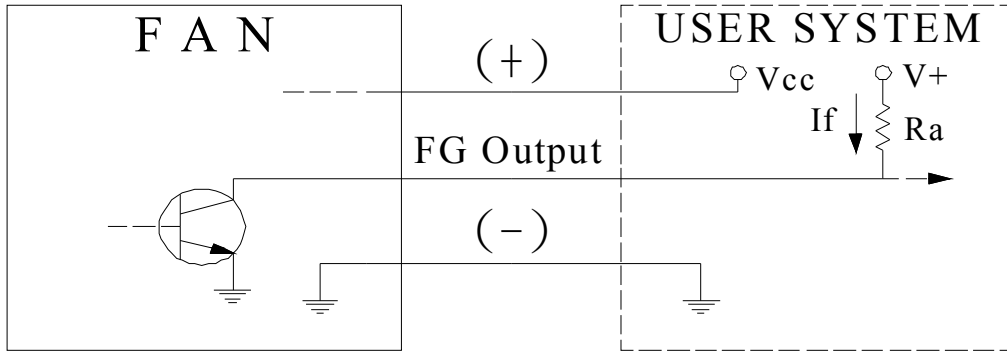 F A N
USER SYSTEM
(+)
Vcc
V+
If
Ra
FG Output
(-)